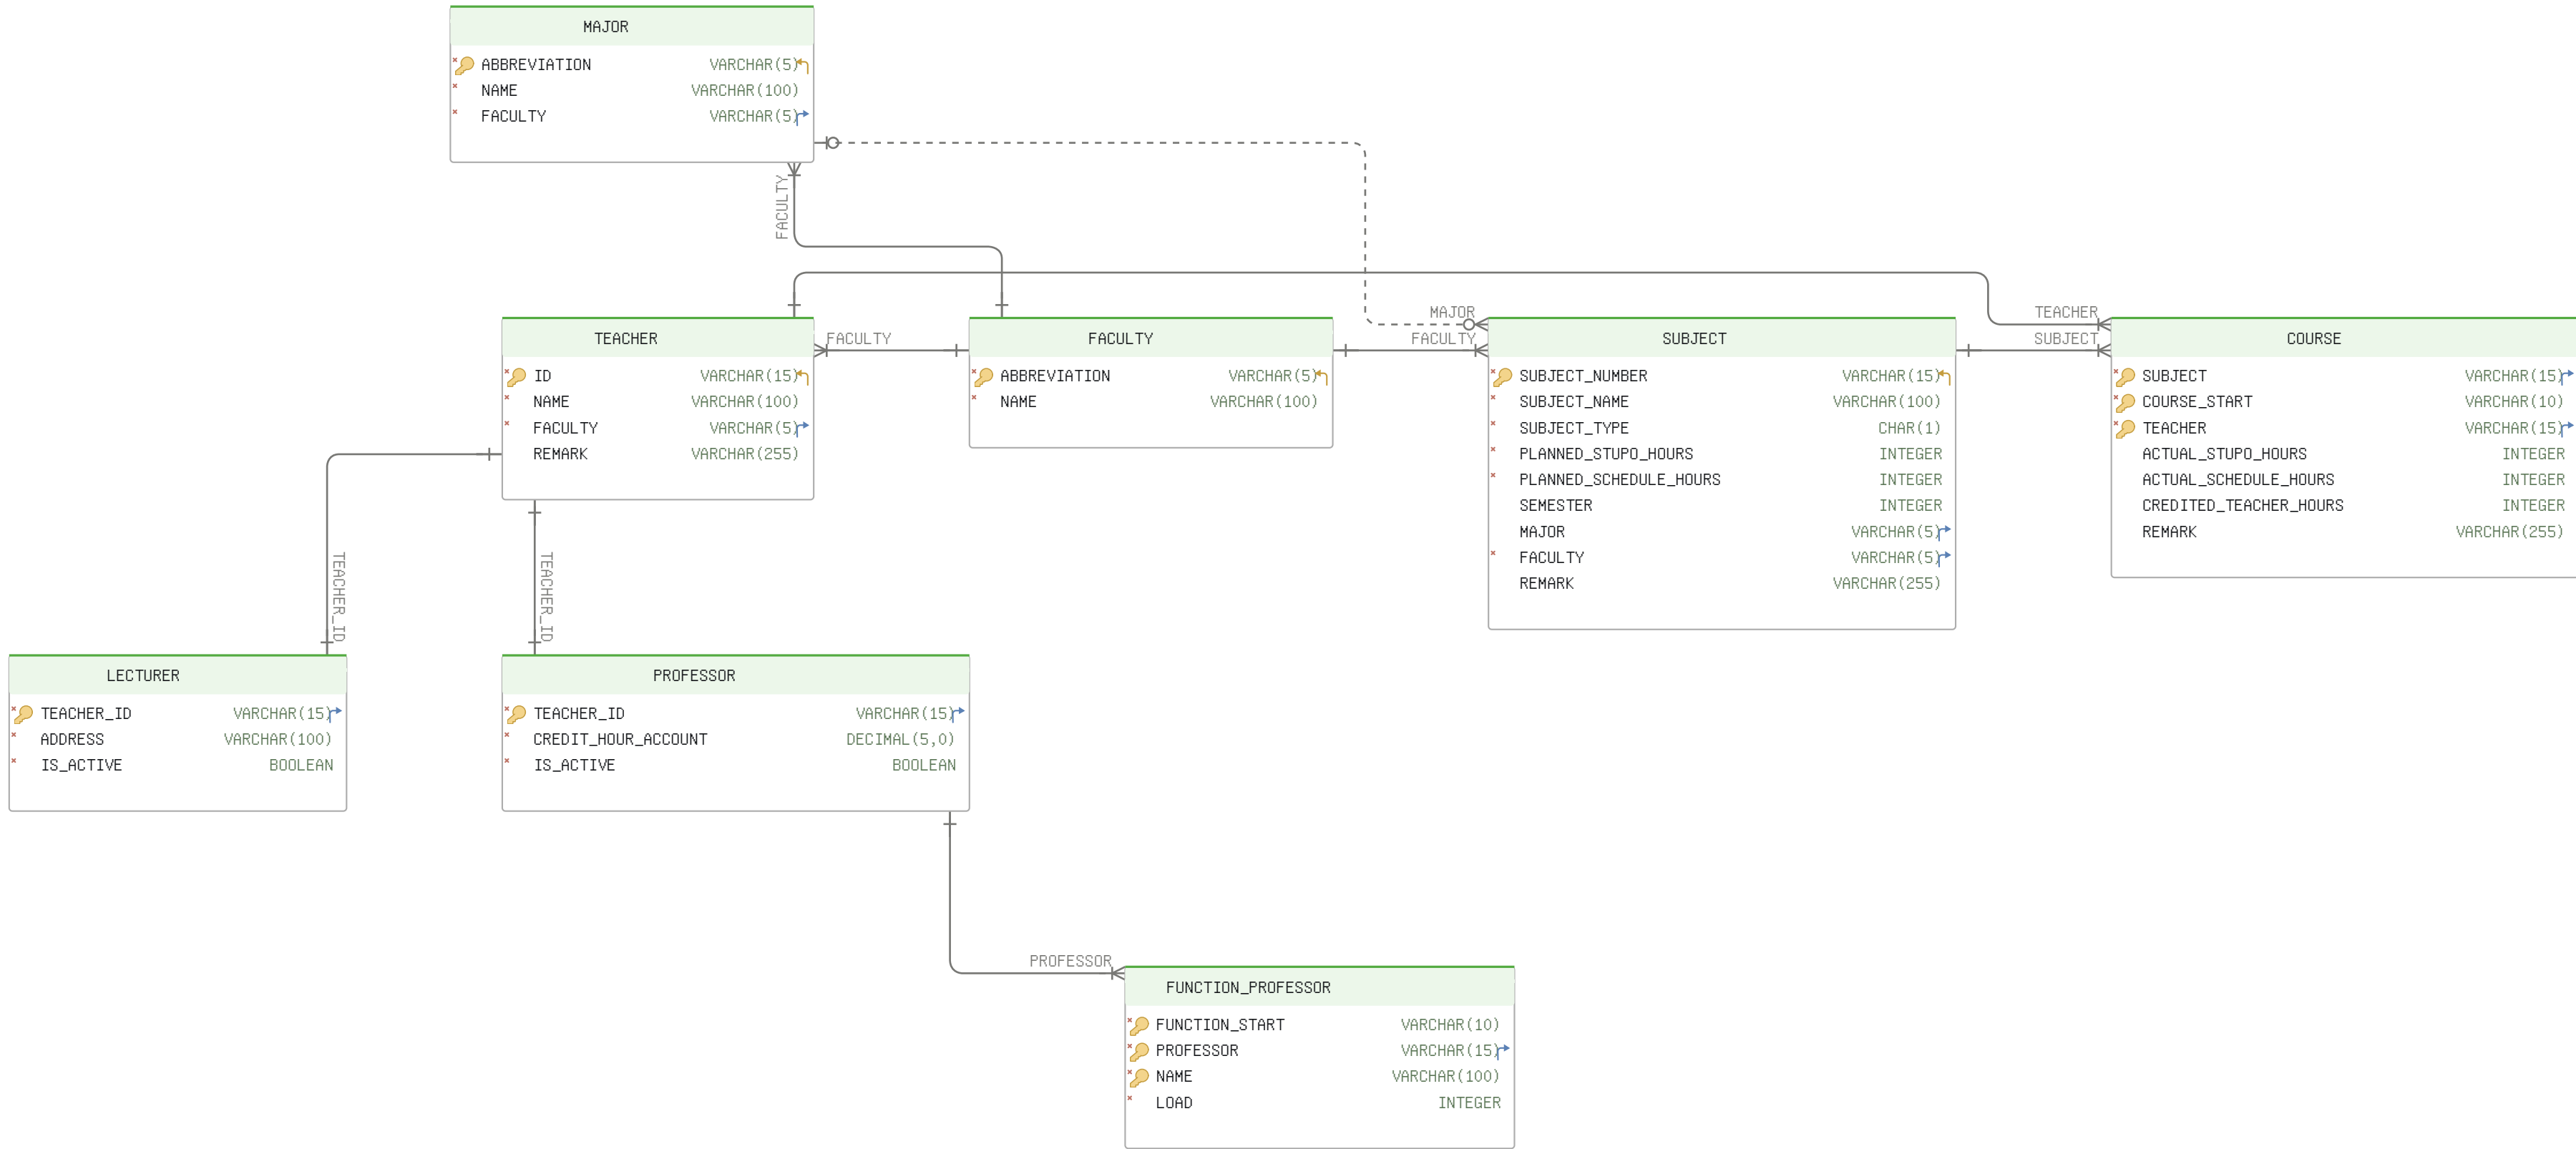 MAJOR
ABBREVIATION VARCHAR(5)
NAME VARCHAR(100)
FACULTY VARCHAR(5)
FACULTY
TEACHER
ID VARCHAR(15)
NAME VARCHAR(100)
FACULTY VARCHAR(5)
REMARK VARCHAR(255)
FACULTY
FACULTY
ABBREVIATION VARCHAR(5)
NAME VARCHAR(100)
MAJOR
FACULTY
SUBJECT
SUBJECT_NUMBER VARCHAR(15)
SUBJECT_NAME VARCHAR(100)
SUBJECT_TYPE CHAR(1)
PLANNED_STUPO_HOURS INTEGER
PLANNED_SCHEDULE_HOURS INTEGER
SEMESTER INTEGER
MAJOR VARCHAR(5)
FACULTY VARCHAR(5)
REMARK VARCHAR(255)
TEACHER
SUBJECT
COURSE
SUBJECT VARCHAR(15)
COURSE_START VARCHAR(10)
TEACHER VARCHAR(15)
ACTUAL_STUPO_HOURS INTEGER
ACTUAL_SCHEDULE_HOURS INTEGER
CREDITED_TEACHER_HOURS INTEGER
REMARK VARCHAR(255)
TEACHER_ID
TEACHER_ID
LECTURER
TEACHER_ID VARCHAR(15)
ADDRESS VARCHAR(100)
IS_ACTIVE BOOLEAN
PROFESSOR
TEACHER_ID VARCHAR(15)
CREDIT_HOUR_ACCOUNT DECIMAL(5,0)
IS_ACTIVE BOOLEAN
PROFESSOR
FUNCTION_PROFESSOR
FUNCTION_START VARCHAR(10)
PROFESSOR VARCHAR(15)
NAME VARCHAR(100)
LOAD INTEGER